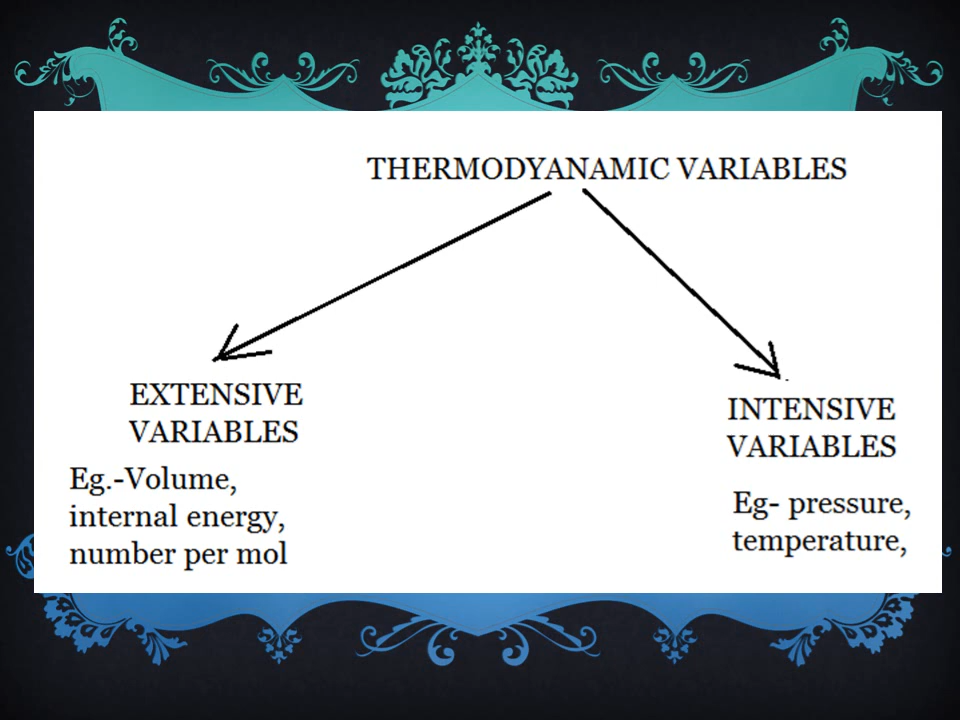 THERMODYANAMIC VARIABLES
EXTENSIVE
VARIABLES
Eg.-Volume,
internal energy,
number per mol
INTENSIVE
VARIABLES
Eg- pressure,
temperature,